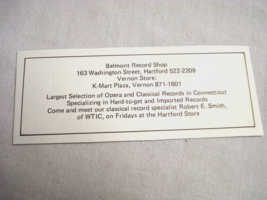 Belmont Record Shop
163 Washington Street, Hartford 522-2209
Vernon Store:
K-Mart Plaza, Vernon 871-1601
Largest Selection of Opera and Classical Records in Connecticut
Specializing in Hard-to-get and Imported Records
Come and meet our classical record specialist Robert E. Smith,
of WTIC, on Fridays at the Hartford Store